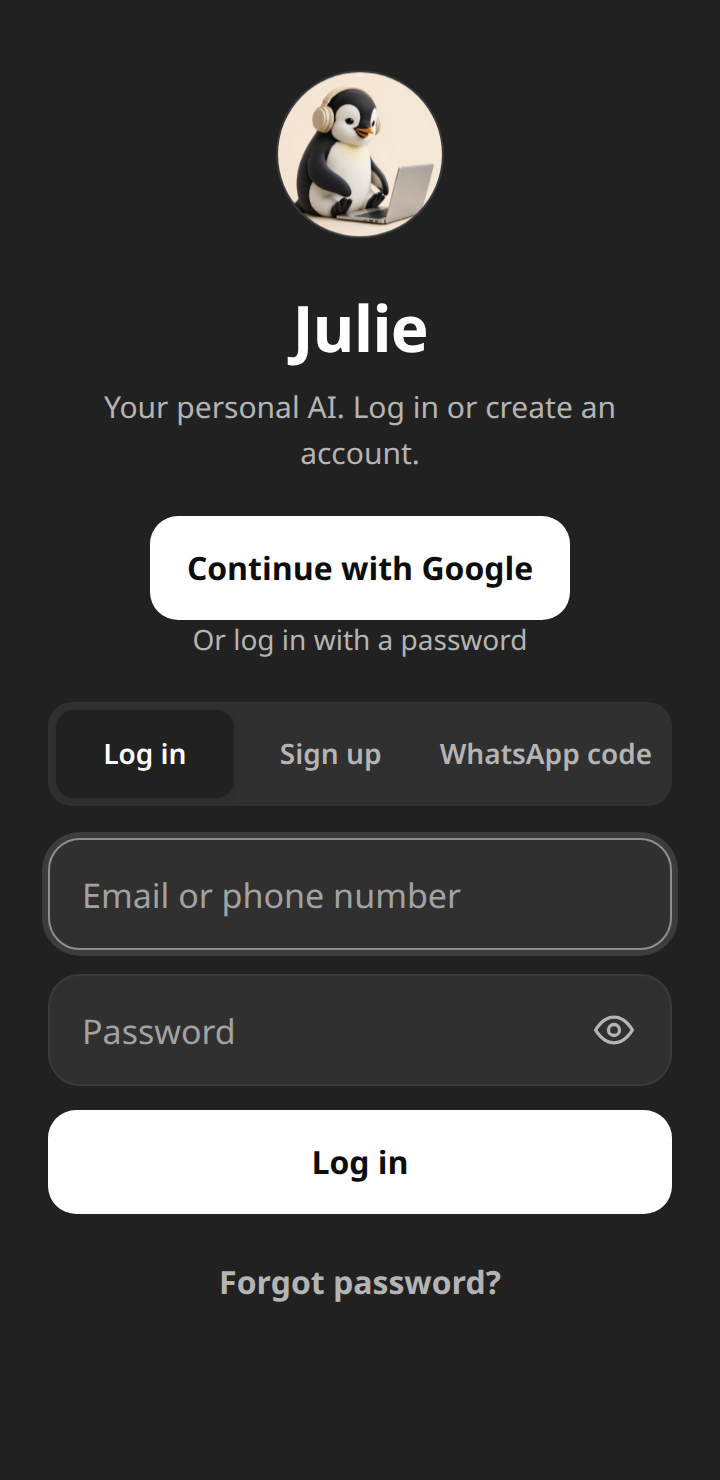 Julie
Your personal AI. Log in or create an
account.
Continue with Google
Or log in with a password
Log in
Sign up
WhatsApp code
Email or phone number
Password
Log in
Forgot password?